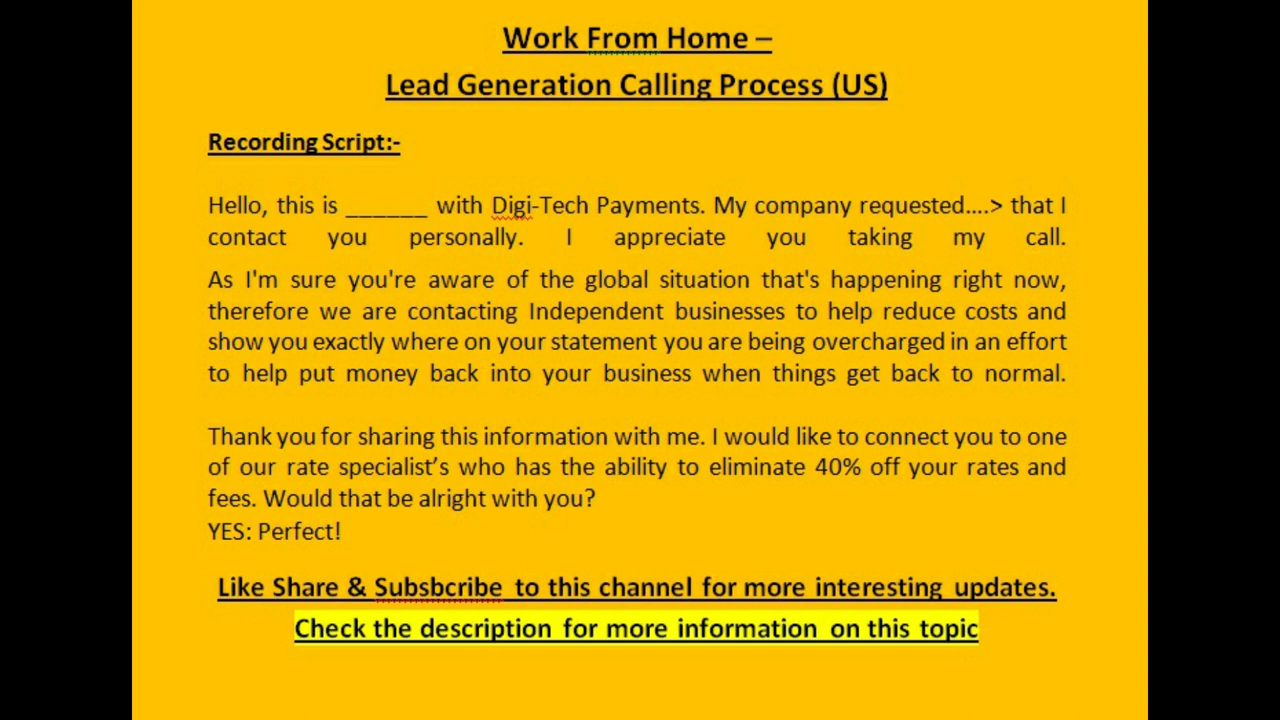 Work From Home –
Lead Generation Calling Process (US)
Recording Script:-
Hello, this is ______ with Digi-Tech Payments. My company requested....> that I
contact you personally. I appreciate you taking my call.
As I'm sure you're aware of the global situation that's happening right now,
therefore we are contacting Independent businesses to help reduce costs and
show you exactly where on your statement you are being overcharged in an effort
to help put money back into your business when things get back to normal.
Thank you for sharing this information with me. I would like to connect you to one
of our rate specialist’s who has the ability to eliminate 40% off your rates and
fees. Would that be alright with you?
YES: Perfect!
Like Share & Subsbcribe to this channel for more interesting updates.
Check the description for more information on this topic